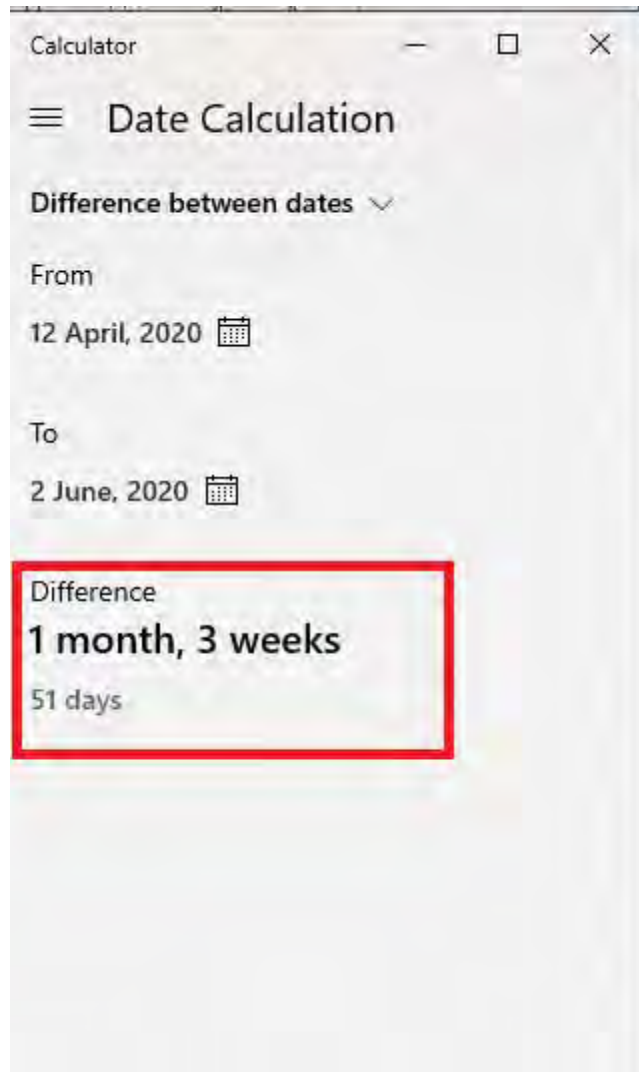 Calculator
Date Calculation
Difference between dates
From
12 April, 2020
To
2 June, 2020
Difference
1 month, 3 weeks
51 days